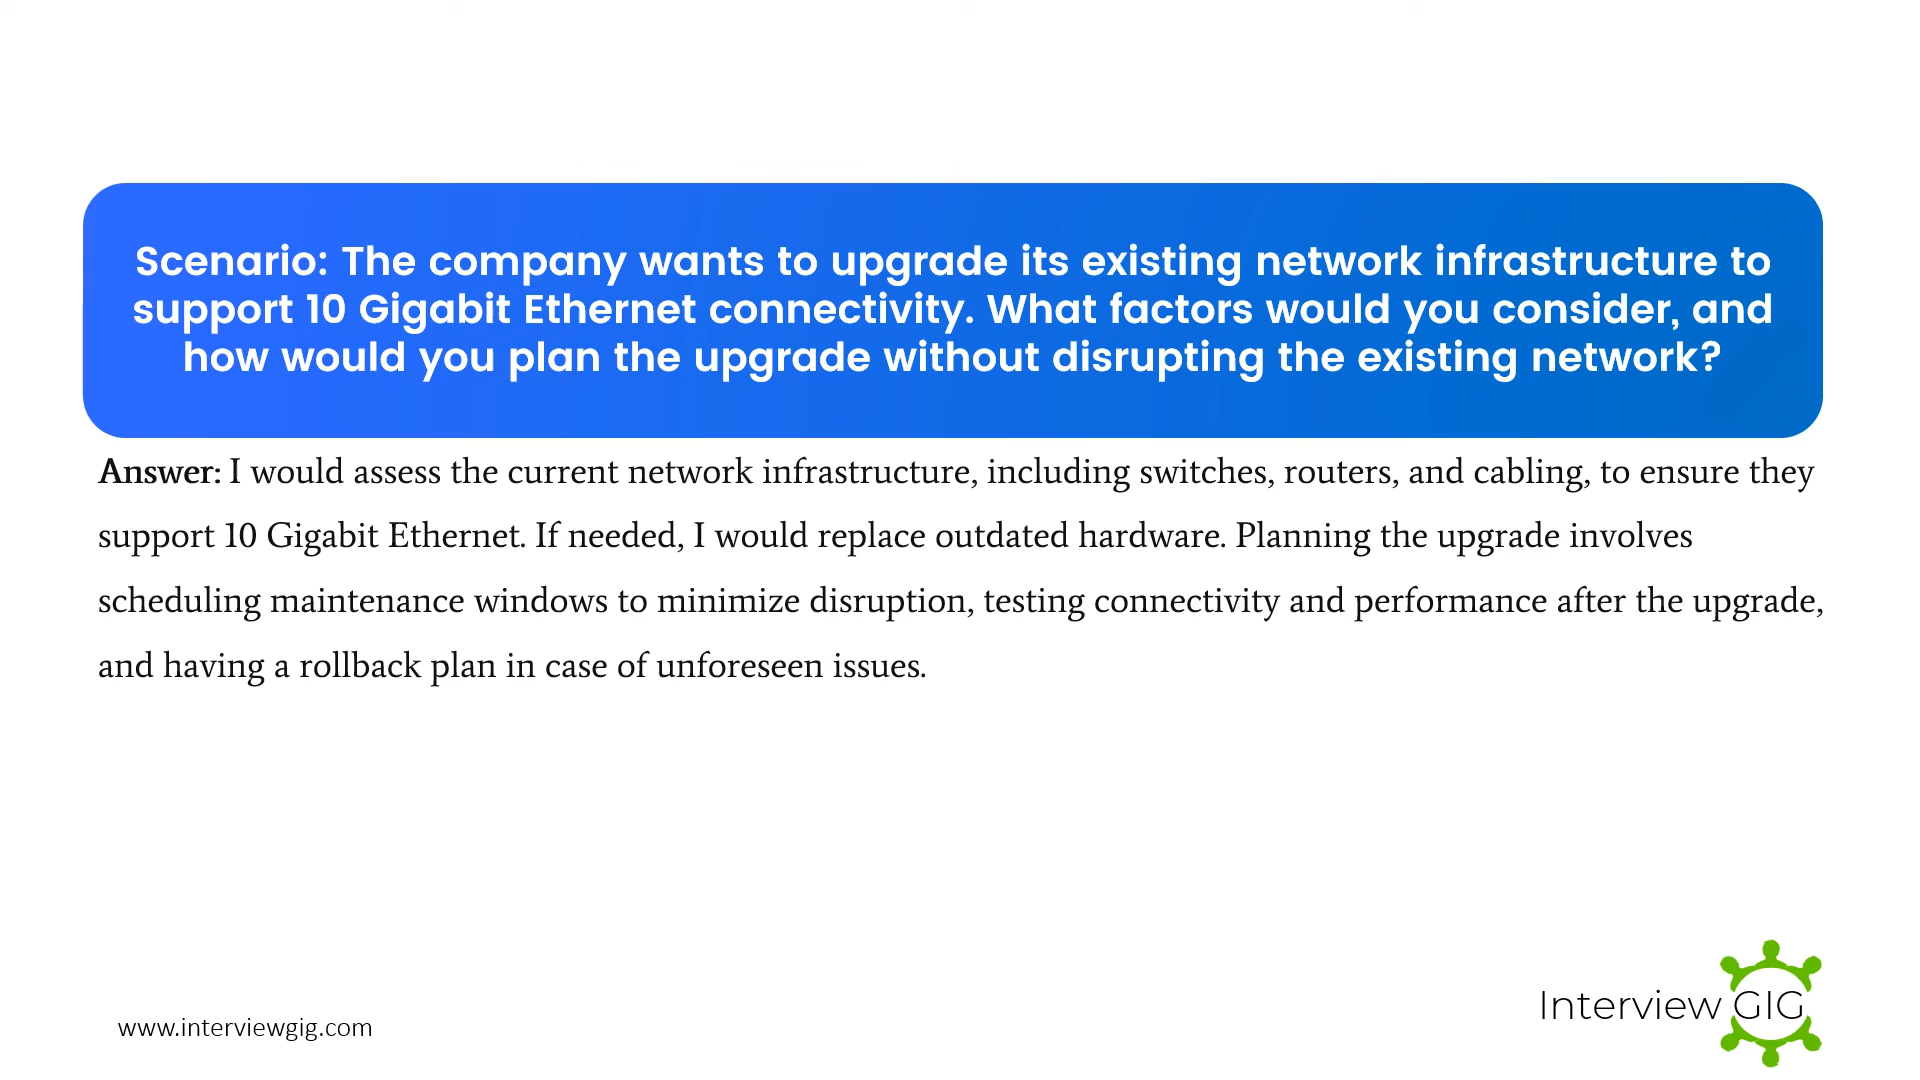 Scenario: The company wants to upgrade its existing network infrastructure to
support 10 Gigabit Ethernet connectivity. What factors would you consider, and
how would you plan the upgrade without disrupting the existing network?
Answer: I would assess the current network infrastructure, including switches, routers, and cabling, to ensure they
support 10 Gigabit Ethernet. If needed, I would replace outdated hardware. Planning the upgrade involves
scheduling maintenance windows to minimize disruption, testing connectivity and performance after the upgrade,
and having a rollback plan in case of unforeseen issues.
Interview GIG
www.interviewgig.com